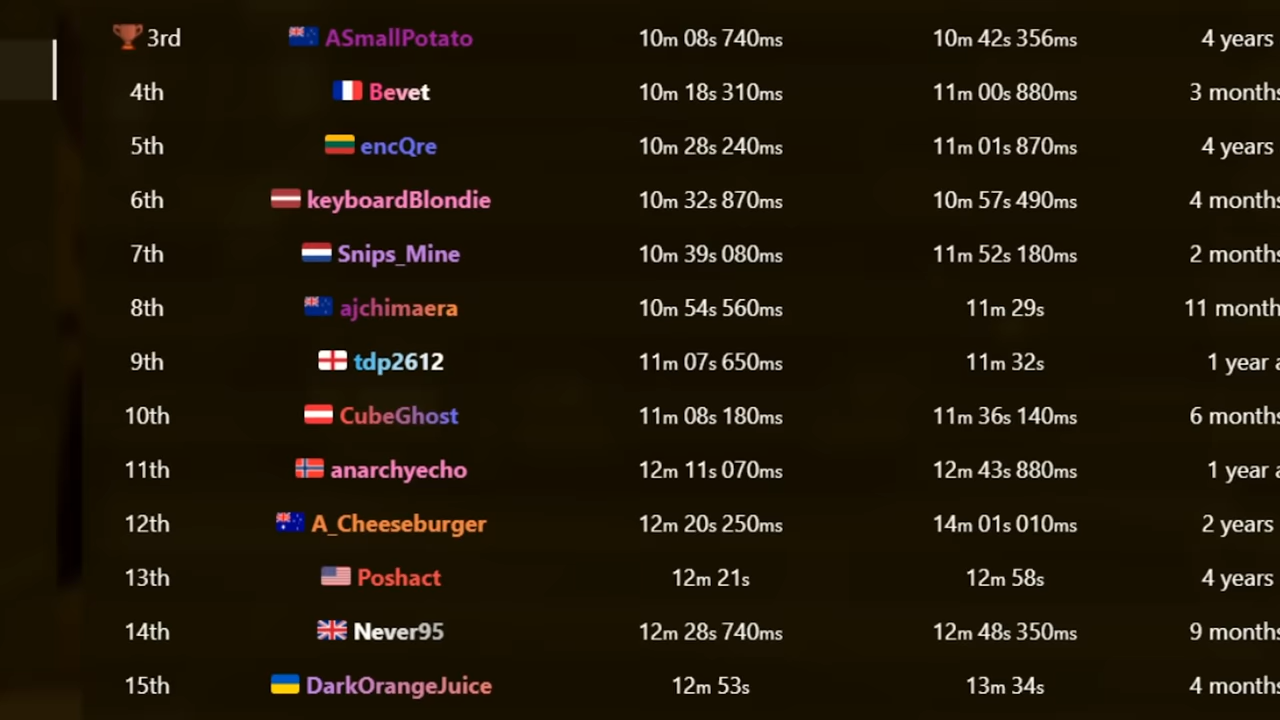 3rd ASmallPotato 10m 08s 740ms 10m 42s 356ms 4 years
4th Bevet 10m 18s 310ms 11m 00s 880ms 3 months
5th encQre 10m 28s 240ms 11m 01s 870ms 4 years
6th keyboardBlondie 10m 32s 870ms 10m 57s 490ms 4 months
7th Snips_Mine 10m 39s 080ms 11m 52s 180ms 2 months
8th ajchimaera 10m 54s 560ms 11m 29s 11 month
9th tdp2612 11m 07s 650ms 11m 32s 1 year a
10th CubeGhost 11m 08s 180ms 11m 36s 140ms 6 months
11th anarchyecho 12m 11s 070ms 12m 43s 880ms 1 year a
12th A_Cheeseburger 12m 20s 250ms 14m 01s 010ms 2 years
13th Poshact 12m 21s 12m 58s 4 years
14th Never95 12m 28s 740ms 12m 48s 350ms 9 months
15th DarkOrangeJuice 12m 53s 13m 34s 4 months